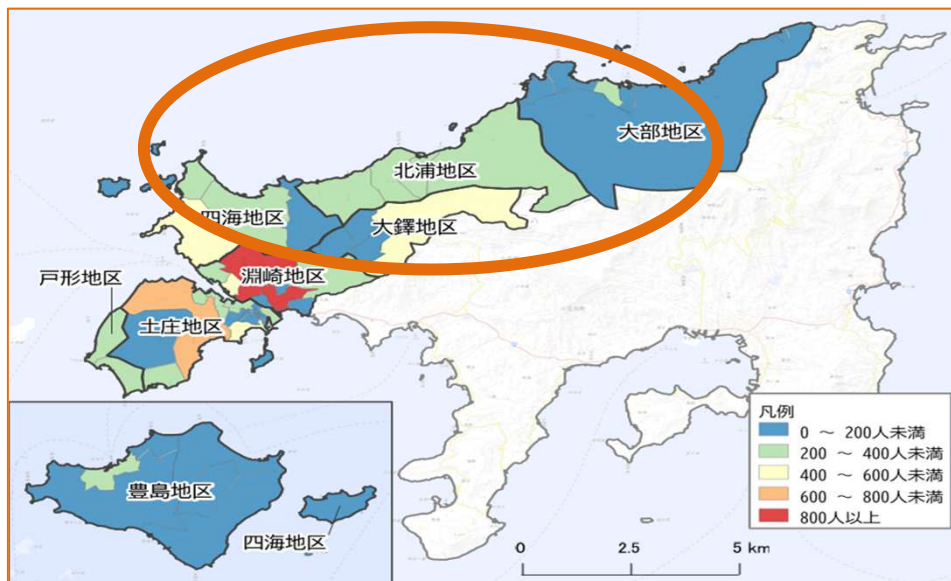 大部地区
北浦地区
四海地区
大鐸地区
戸形地区
淵崎地区
土庄地区
豊島地区
四海地区
凡例
0 ～ 200人未満
200 ～ 400人未満
400 ～ 600人未満
600 ～ 800人未満
800人以上
0 2.5 5 km